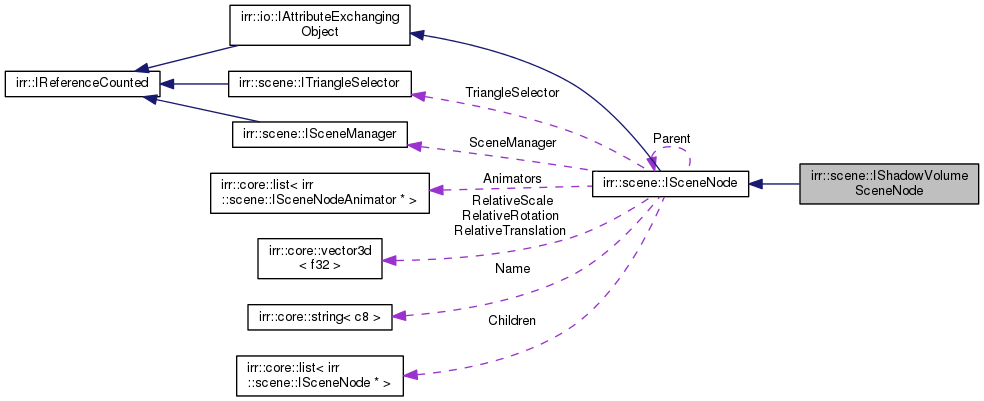 irr::io::IAttributeExchanging
Object
irr::IReferenceCounted
irr::scene::ITriangleSelector
TriangleSelector
irr::scene::ISceneManager
SceneManager
Parent
irr::core::list< irr
::scene::ISceneNodeAnimator * >
Animators
irr::scene::ISceneNode
irr::scene::IShadowVolume
SceneNode
RelativeScale
RelativeRotation
RelativeTranslation
irr::core::vector3d
< f32 >
Name
irr::core::string< c8 >
Children
irr::core::list< irr
::scene::ISceneNode * >